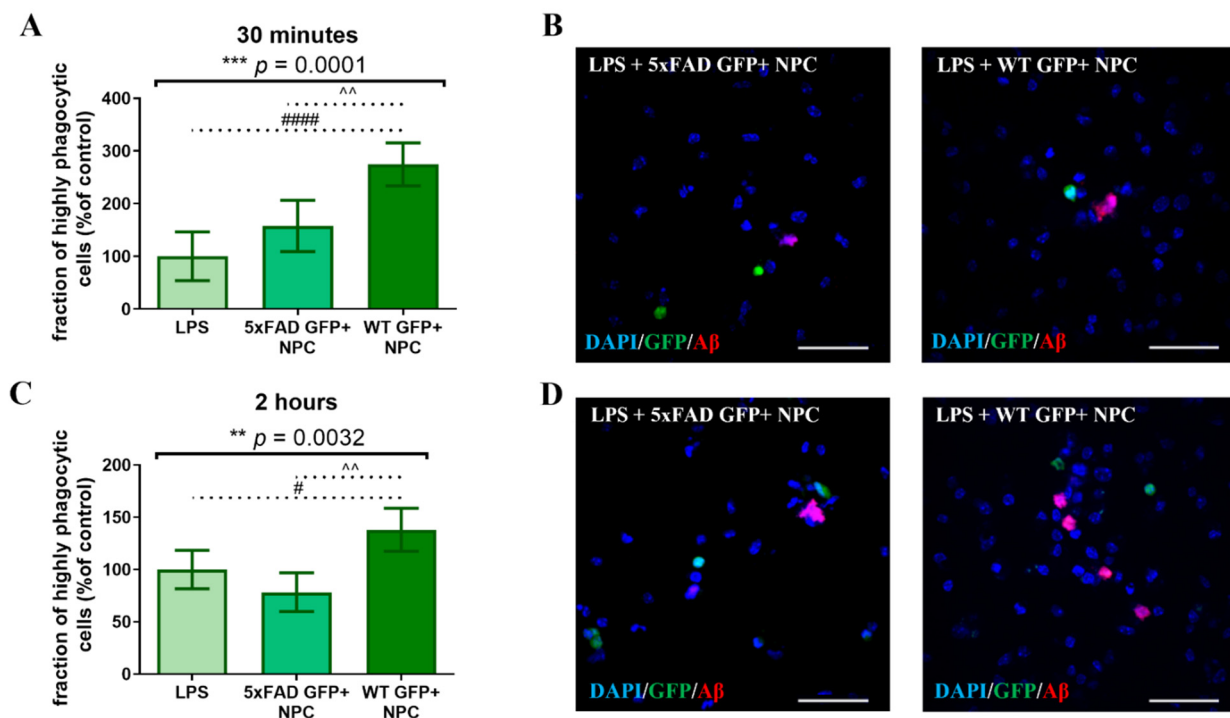 A
30 minutes
*** p = 0.0001
^^
####
400
300
200
100
0
fraction of highly phagocytic
cells (%of control)
LPS
5xFAD GFP+
NPC
WT GFP+
NPC
B
LPS + 5xFAD GFP+ NPC
DAPI/GFP/Aβ
LPS + WT GFP+ NPC
DAPI/GFP/Aβ
C
2 hours
** p = 0.0032
^^
#
200
150
100
50
0
fraction of highly phagocytic
cells (%of control)
LPS
5xFAD GFP+
NPC
WT GFP+
NPC
D
LPS + 5xFAD GFP+ NPC
DAPI/GFP/Aβ
LPS + WT GFP+ NPC
DAPI/GFP/Aβ